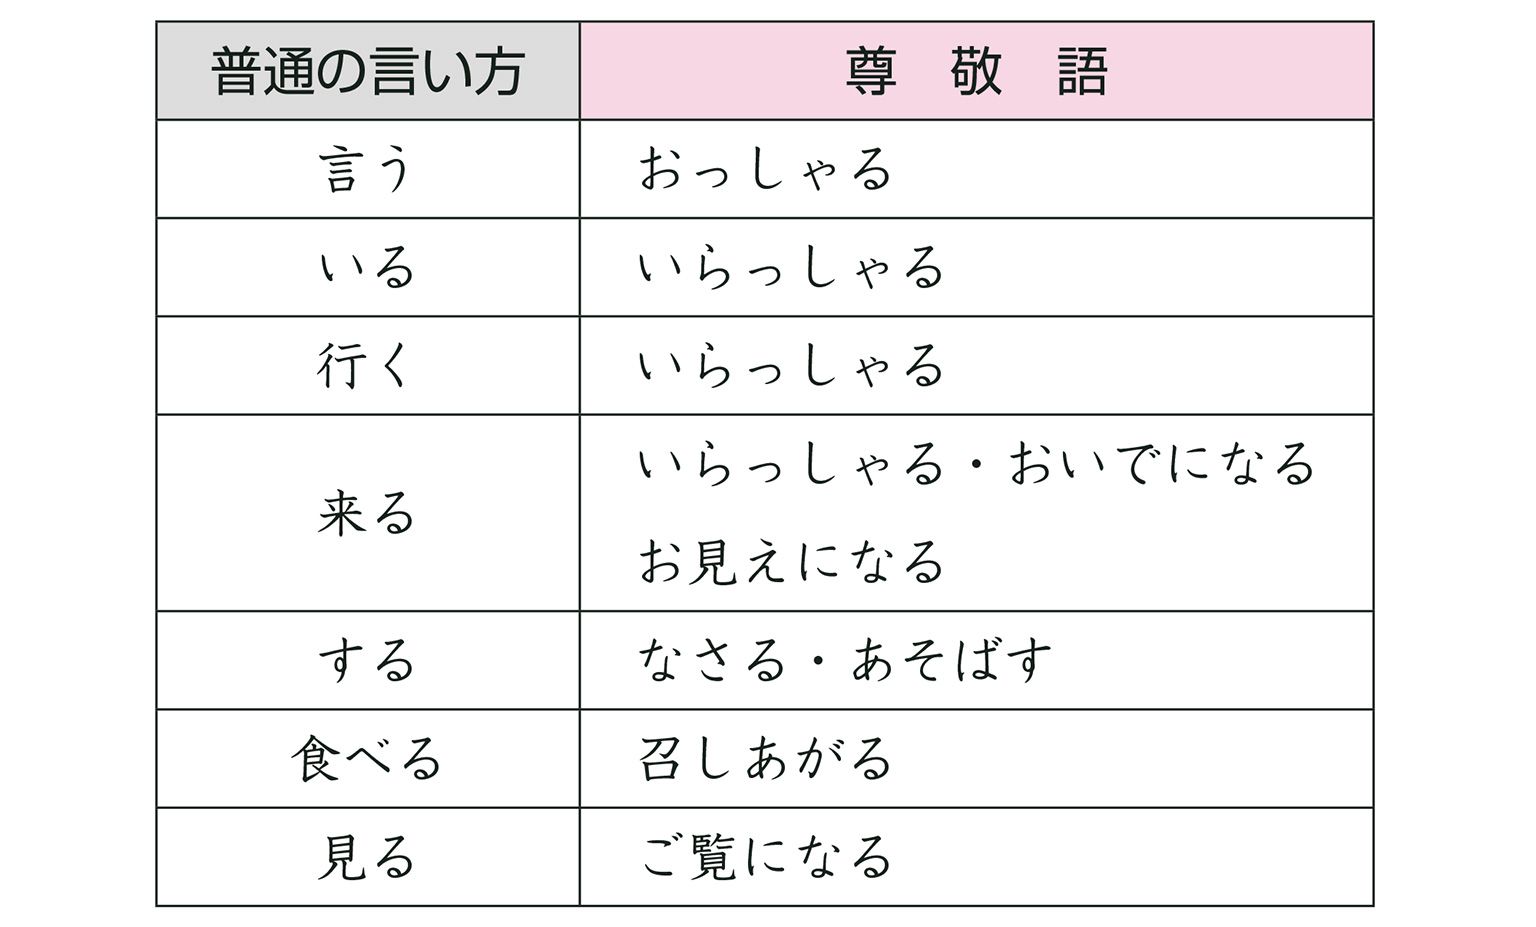 普通の言い方 尊　敬　語
言う おっしゃる
いる いらっしゃる
行く いらっしゃる
来る いらっしゃる・おいでになる
お見えになる
する なさる・あそばす
食べる 召しあがる
見る ご覧になる